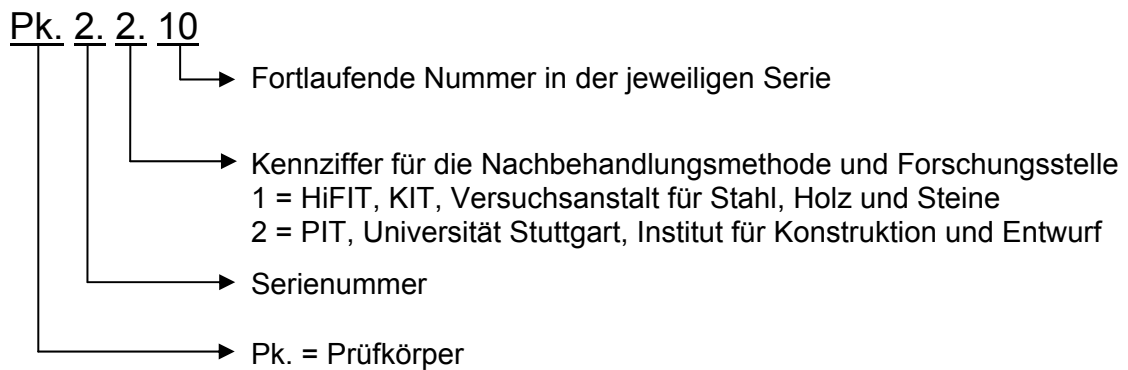 Pk. 2. 2. 10
Fortlaufende Nummer in der jeweiligen Serie
Kennziffer für die Nachbehandlungsmethode und Forschungsstelle
1 = HiFIT, KIT, Versuchsanstalt für Stahl, Holz und Steine
2 = PIT, Universität Stuttgart, Institut für Konstruktion und Entwurf
Serienummer
Pk. = Prüfkörper